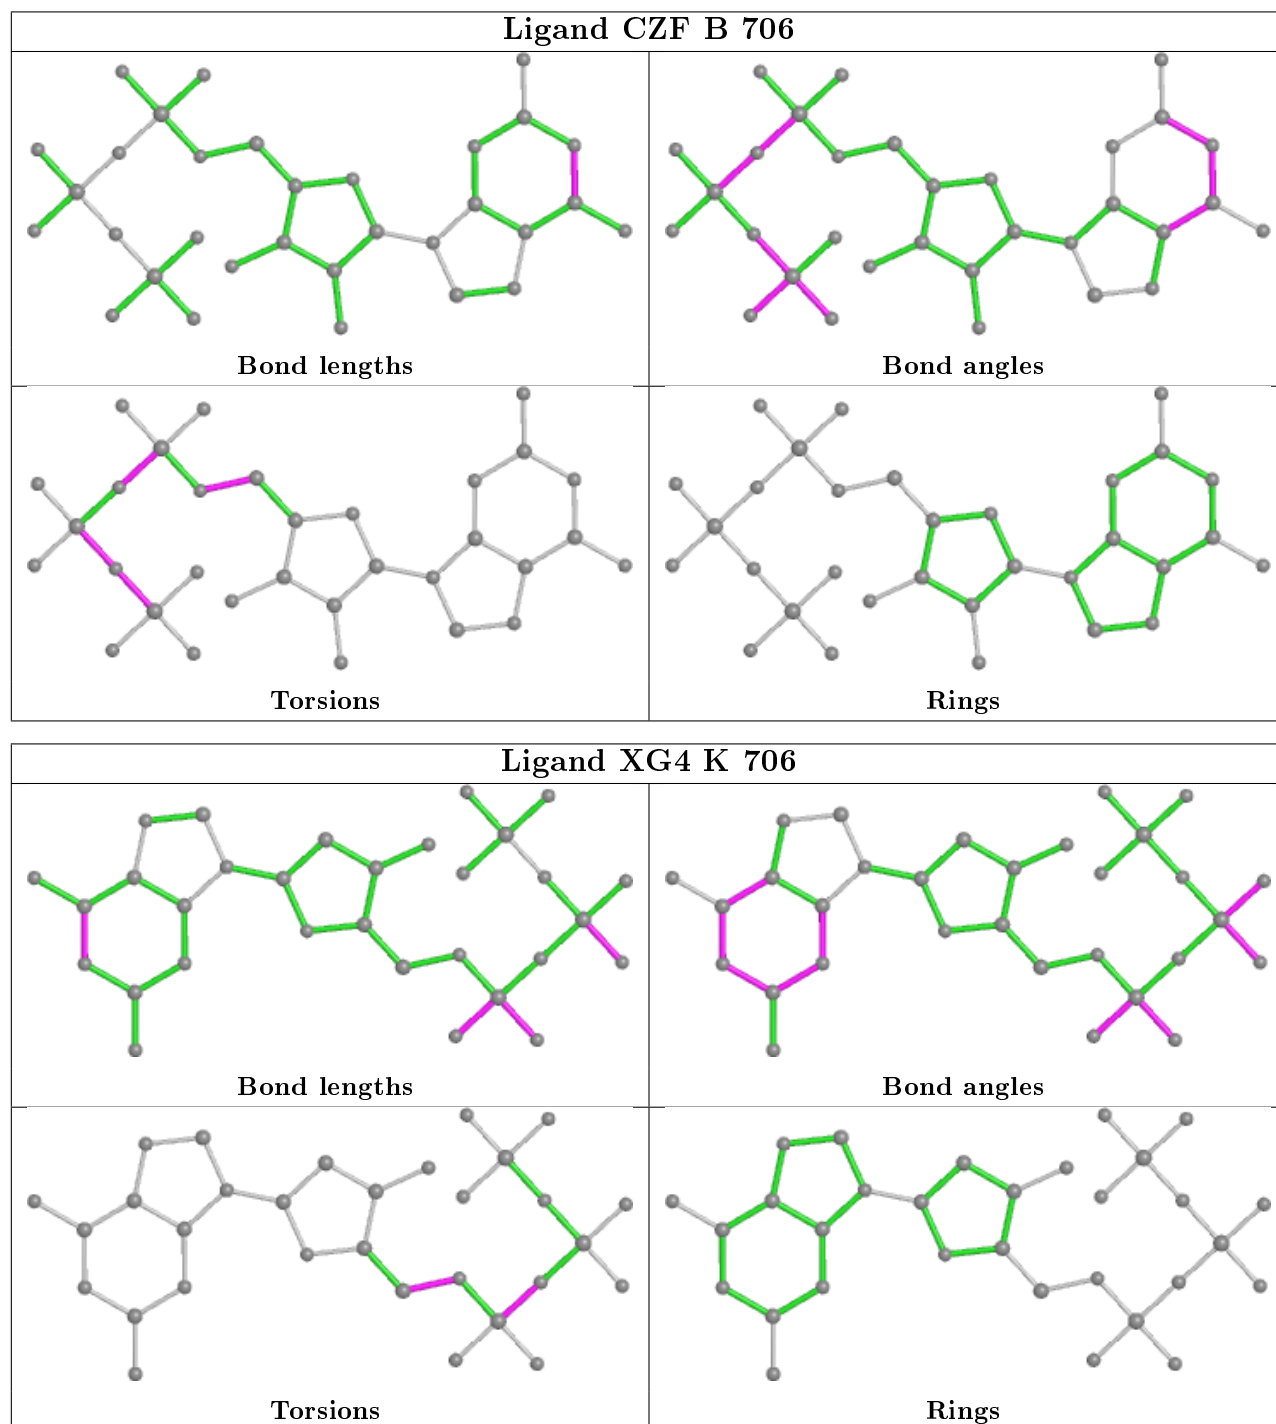 Ligand CZF B 706
Bond lengths
Bond angles
Torsions
Rings
Ligand XG4 K 706
Bond lengths
Bond angles
Torsions
Rings